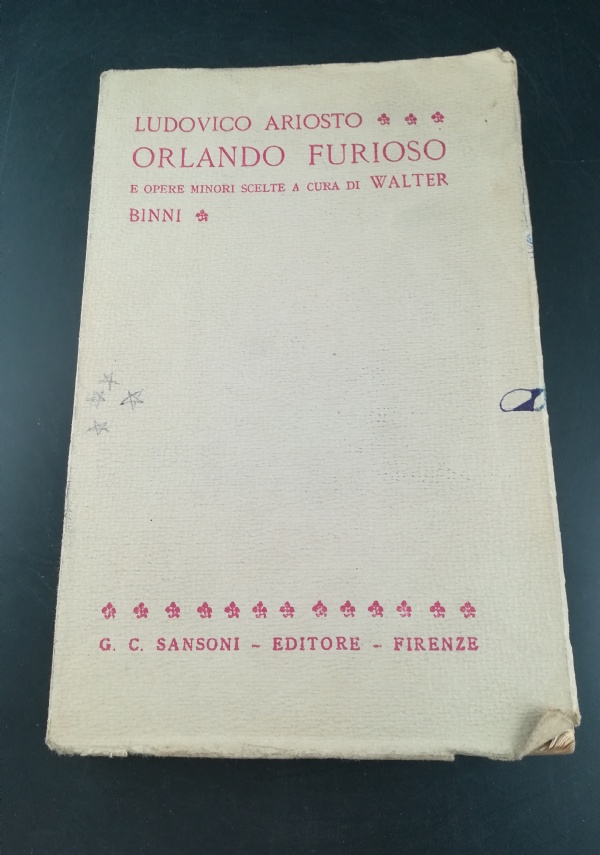 LUDOVICO ARIOSTO
ORLANDO FURIOSO
E OPERE MINORI SCELTE A CURA DI WALTER
BINNI
G. C. SANSONI - EDITORE - FIRENZE